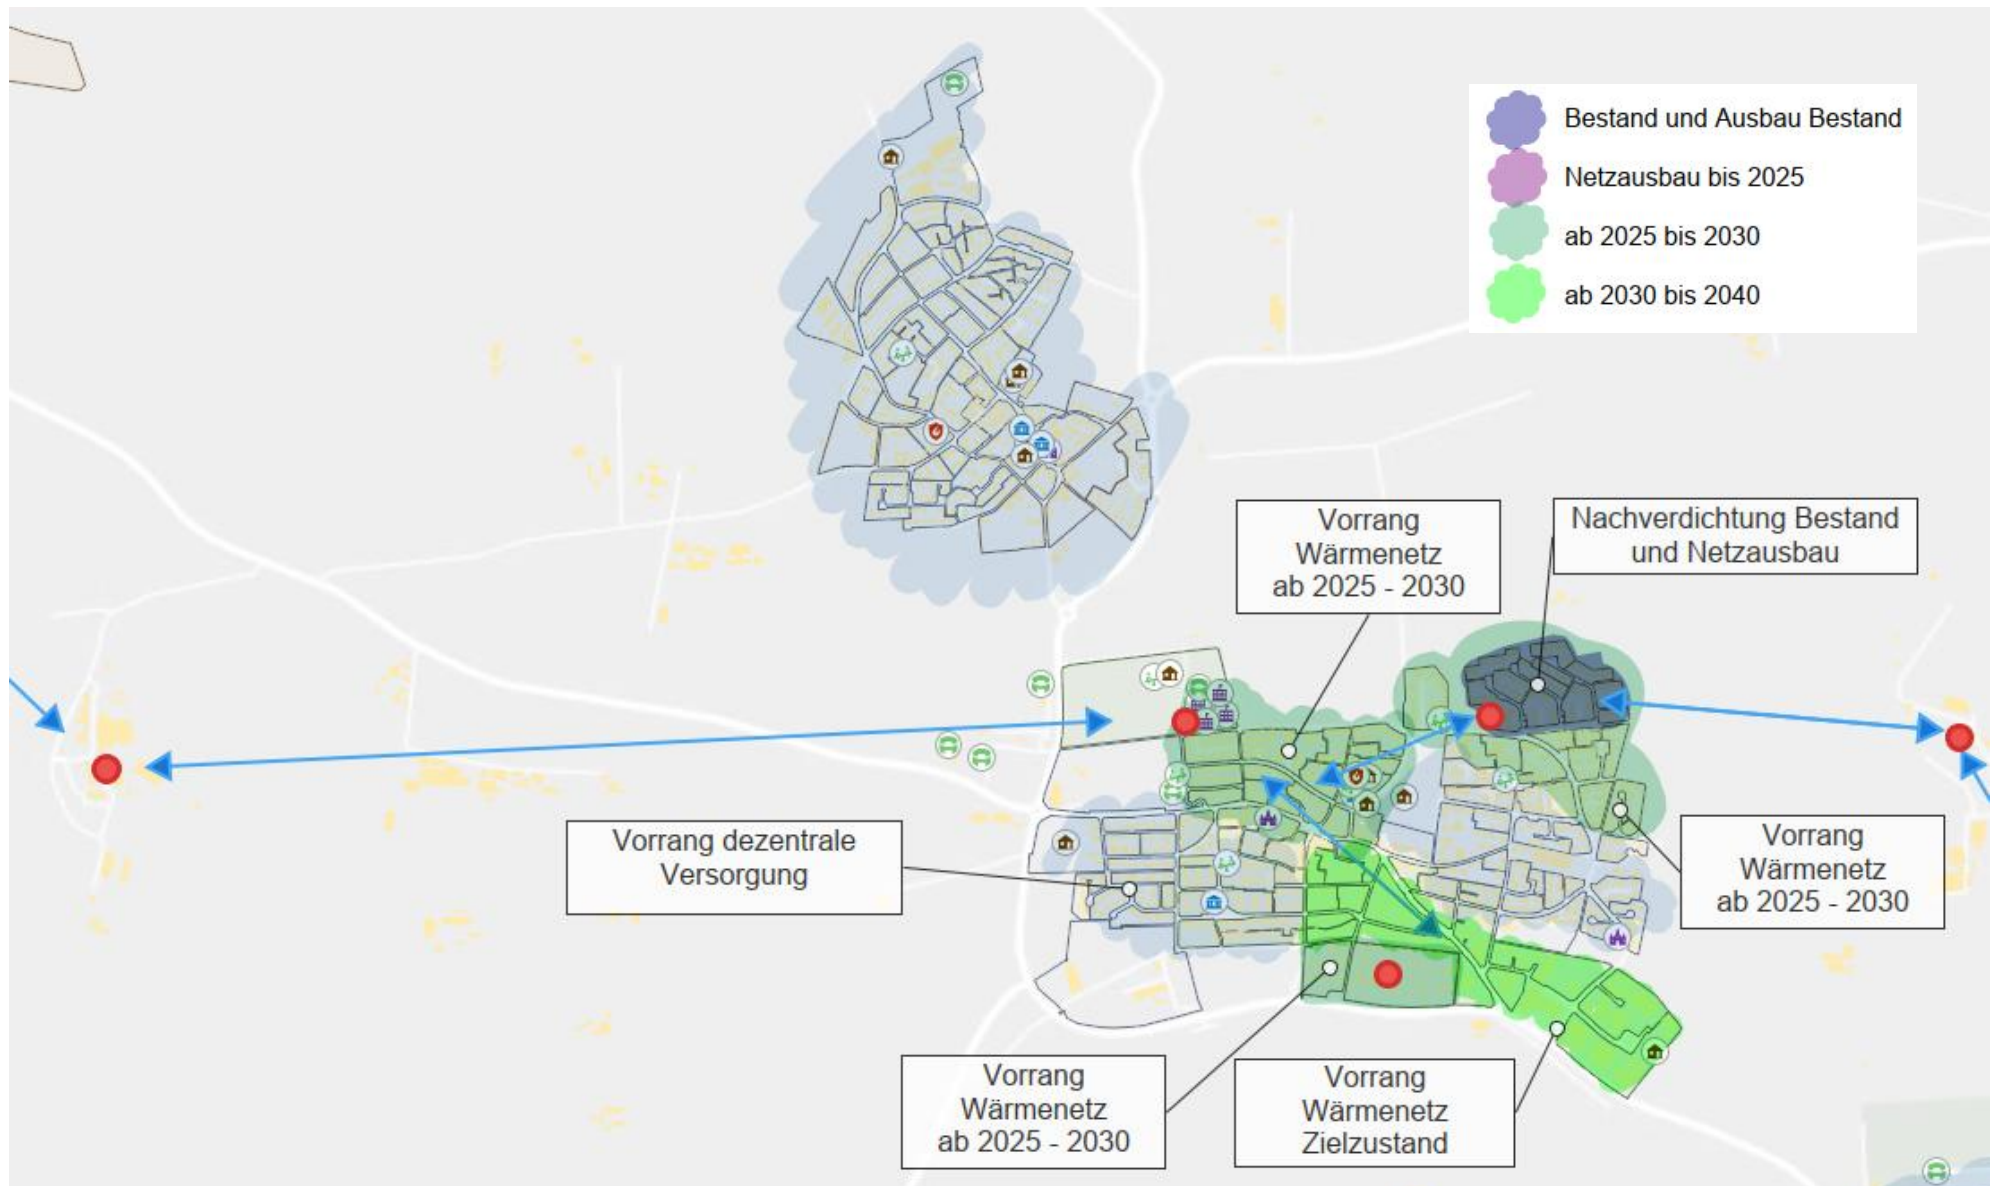 Bestand und Ausbau Bestand
Netzausbau bis 2025
ab 2025 bis 2030
ab 2030 bis 2040
Vorrang
Wärmenetz
ab 2025 - 2030
Nachverdichtung Bestand
und Netzausbau
Vorrang dezentrale
Versorgung
Vorrang
Wärmenetz
ab 2025 - 2030
Vorrang
Wärmenetz
ab 2025 - 2030
Vorrang
Wärmenetz
Zielzustand